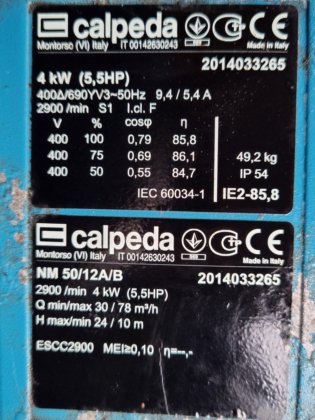 calpeda
Montorso (VI) Italy IT 00142630243 Made in Italy
4 kW (5,5HP) 2014033265
400Δ/690YV3~50Hz 9,4 / 5,4 A
2900 /min S1 I.cl. F
V % cosφ η
400 100 0,79 85,8
400 75 0,69 86,1 49,2 kg
400 50 0,55 84,7 IP 54
IEC 60034-1 IE2-85,8
calpeda
Montorso (VI) Italy IT 00142630243 Made in Italy
NM 50/12A/B 2014033265
2900 /min 4 kW (5,5HP)
Q min/max 30 / 78 m³/h
H max/min 24 / 10 m
ESCC2900 MEI≥0,10 η=--,-